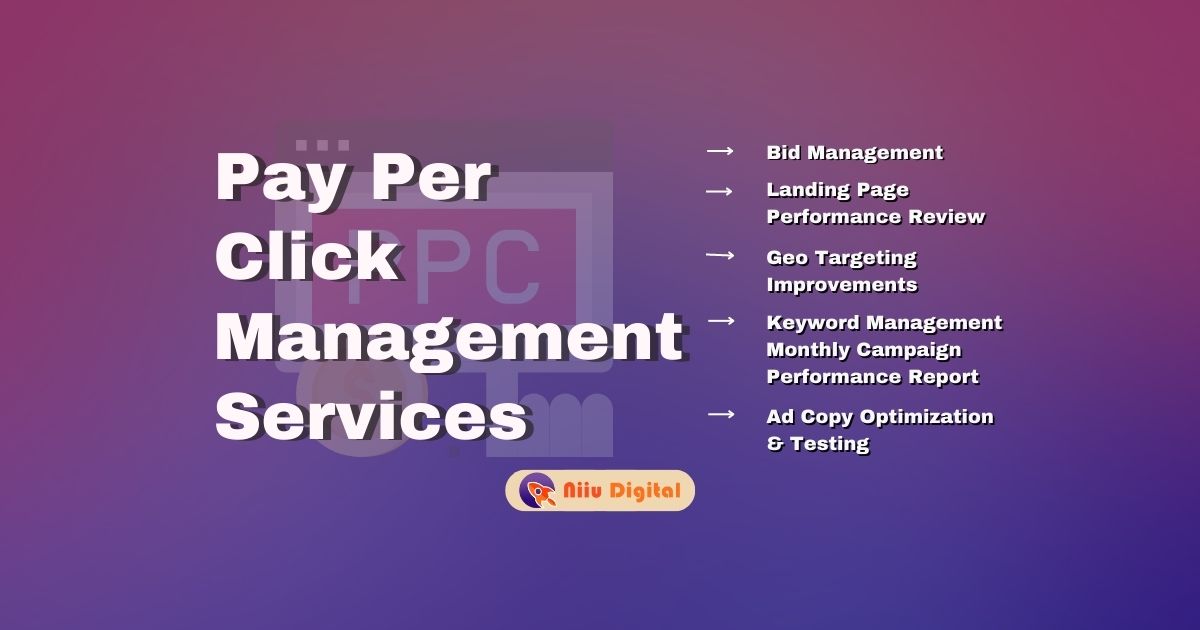 Pay Per
Click
Management
Services
PPC
Bid Management
Landing Page
Performance Review
Geo Targeting
Improvements
Keyword Management
Monthly Campaign
Performance Report
Ad Copy Optimization
& Testing
Niiu Digital